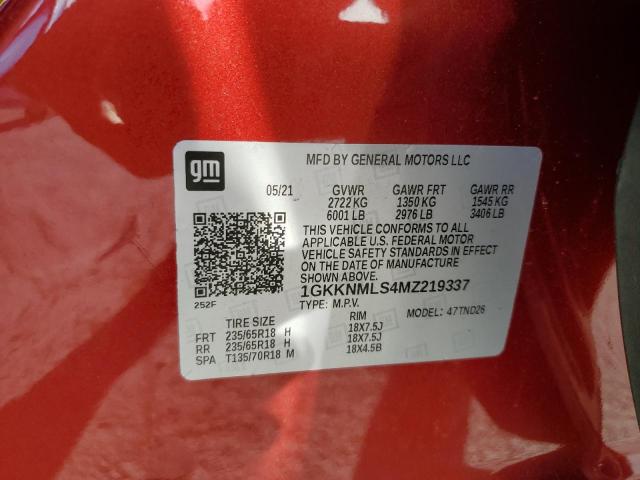 gm
MFD BY GENERAL MOTORS LLC
05/21 GVWR GAWR FRT GAWR RR
2722 KG 1350 KG 1545 KG
6001 LB 2976 LB 3406 LB
THIS VEHICLE CONFORMS TO ALL
APPLICABLE U.S. FEDERAL MOTOR
VEHICLE SAFETY STANDARDS IN EFFECT
ON THE DATE OF MANUFACTURE
SHOWN ABOVE.
1GKKNMLS4MZ219337
252F
TYPE: M.P.V. MODEL: 47TND26
TIRE SIZE RIM
FRT 235/65R18 H 18X7.5J
RR 235/65R18 H 18X7.5J
SPA T135/70R18 M 18X4.5B